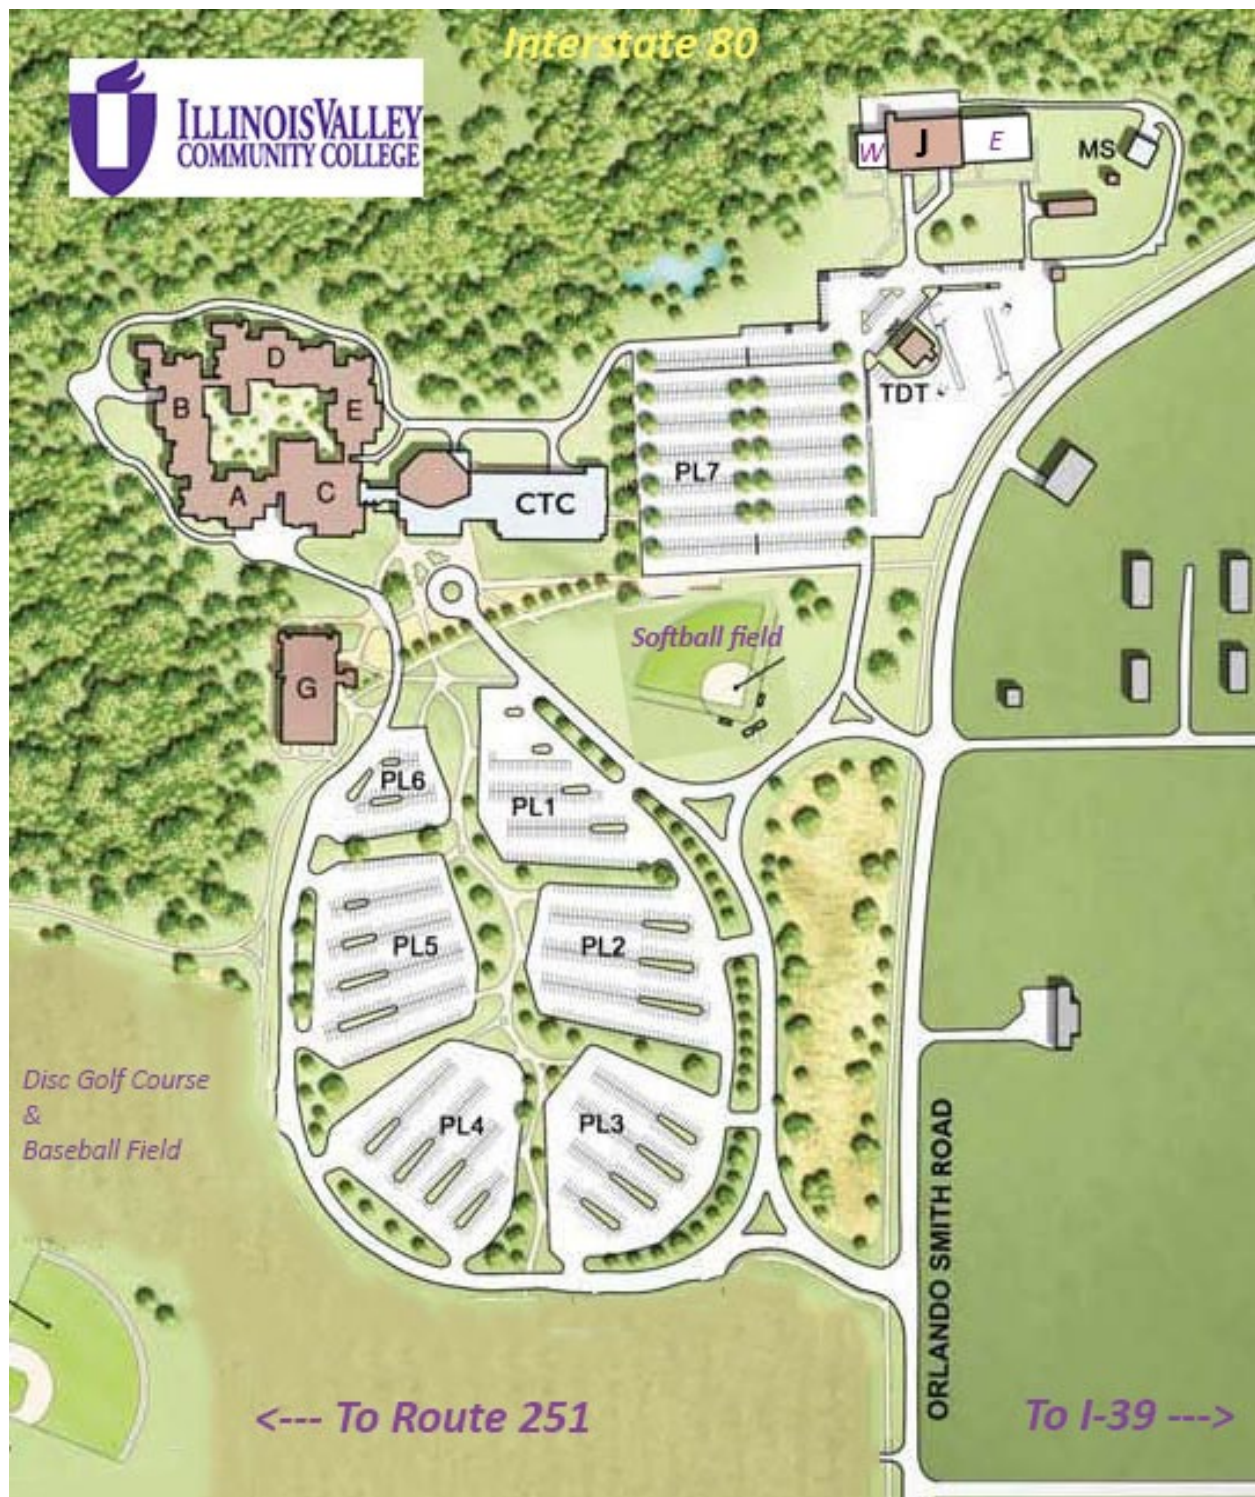 Interstate 80
ILLINOIS VALLEY
COMMUNITY COLLEGE
W
J
E
MS
D
B
E
TDT
A
C
CTC
PL7
Softball field
G
PL6
PL1
PL5
PL2
Disc Golf Course
&
Baseball Field
PL4
PL3
ORLANDO SMITH ROAD
<--- To Route 251
To I-39 --->